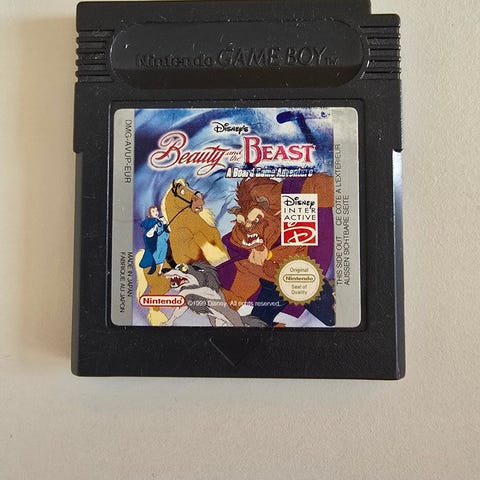 Nintendo GAME BOY TM
DMG-AVUP-EUR
Disney's
Beauty and the BEAST
A Board Game Adventure
Disney
INTER
ACTIVE
D
Original
Nintendo
Seal of
Quality
Nintendo
©1999 Disney. All rights reserved.
MADE IN JAPAN
FABRIQUÉ AU JAPON
THIS SIDE OUT CE CÔTÉ A L'EXTÉRIEUR
AUSSEN SICHTBARE SEITE